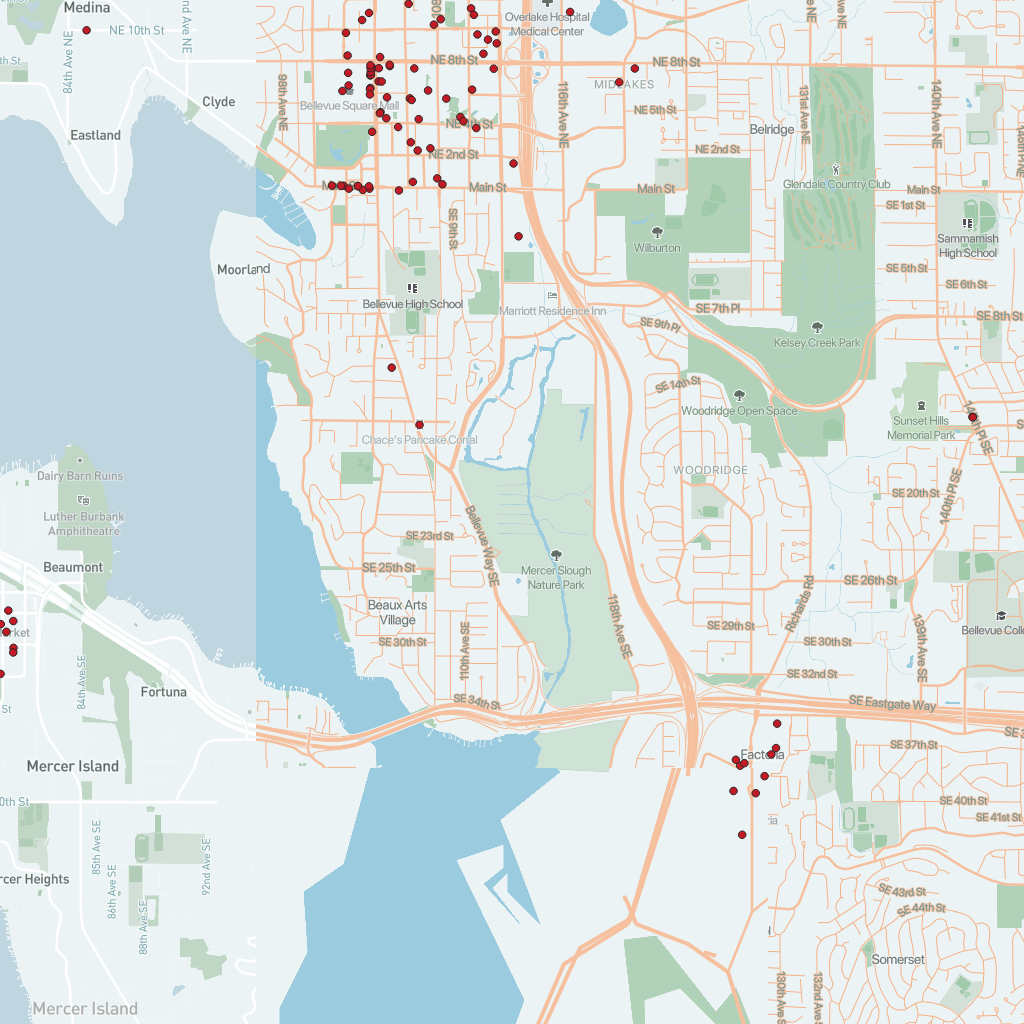 Medina
NE 10th St
86th Ave NE
Clyde
Eastland
Overlake Hospital
Medical Center
NE 8th St
NE 8th St
MIDLAKES
98th Ave NE
Bellevue Square Mall
116th Ave NE
NE 5th St
131st Ave NE
140th Ave NE
Belridge
NE 2nd St
NE 2nd St
Main St
Main St
Main St
Glendale Country Club
SE 1st St
Sammamish
High School
SE 9th St
Wilburton
Moorland
SE 5th St
SE 6th St
Bellevue High School
Marriott Residence Inn
SE 7th Pl
SE 8th St
SE 9th Pl
Kelsey Creek Park
SE 14th St
Woodridge Open Space
Sunset Hills
Memorial Park
Chace's Pancake Corral
WOODRIDGE
Dairy Barn Ruins
Luther Burbank
Amphitheatre
SE 20th St
140th Pl SE
Bellevue Way SE
SE 23rd St
Beaumont
SE 25th St
Mercer Slough
Nature Park
SE 26th St
Richards Rd
118th Ave SE
139th Ave SE
Beaux Arts
Village
SE 29th St
SE 30th St
SE 30th St
110th Ave SE
SE 32nd St
84th Ave SE
Fortuna
SE 34th St
SE Eastgate Way
SE 37th St
Mercer Island
SE 40th St
SE 41st St
85th Ave SE
86th Ave SE
88th Ave SE
92nd Ave SE
SE 43rd St
SE 44th St
Somerset
Mercer Island